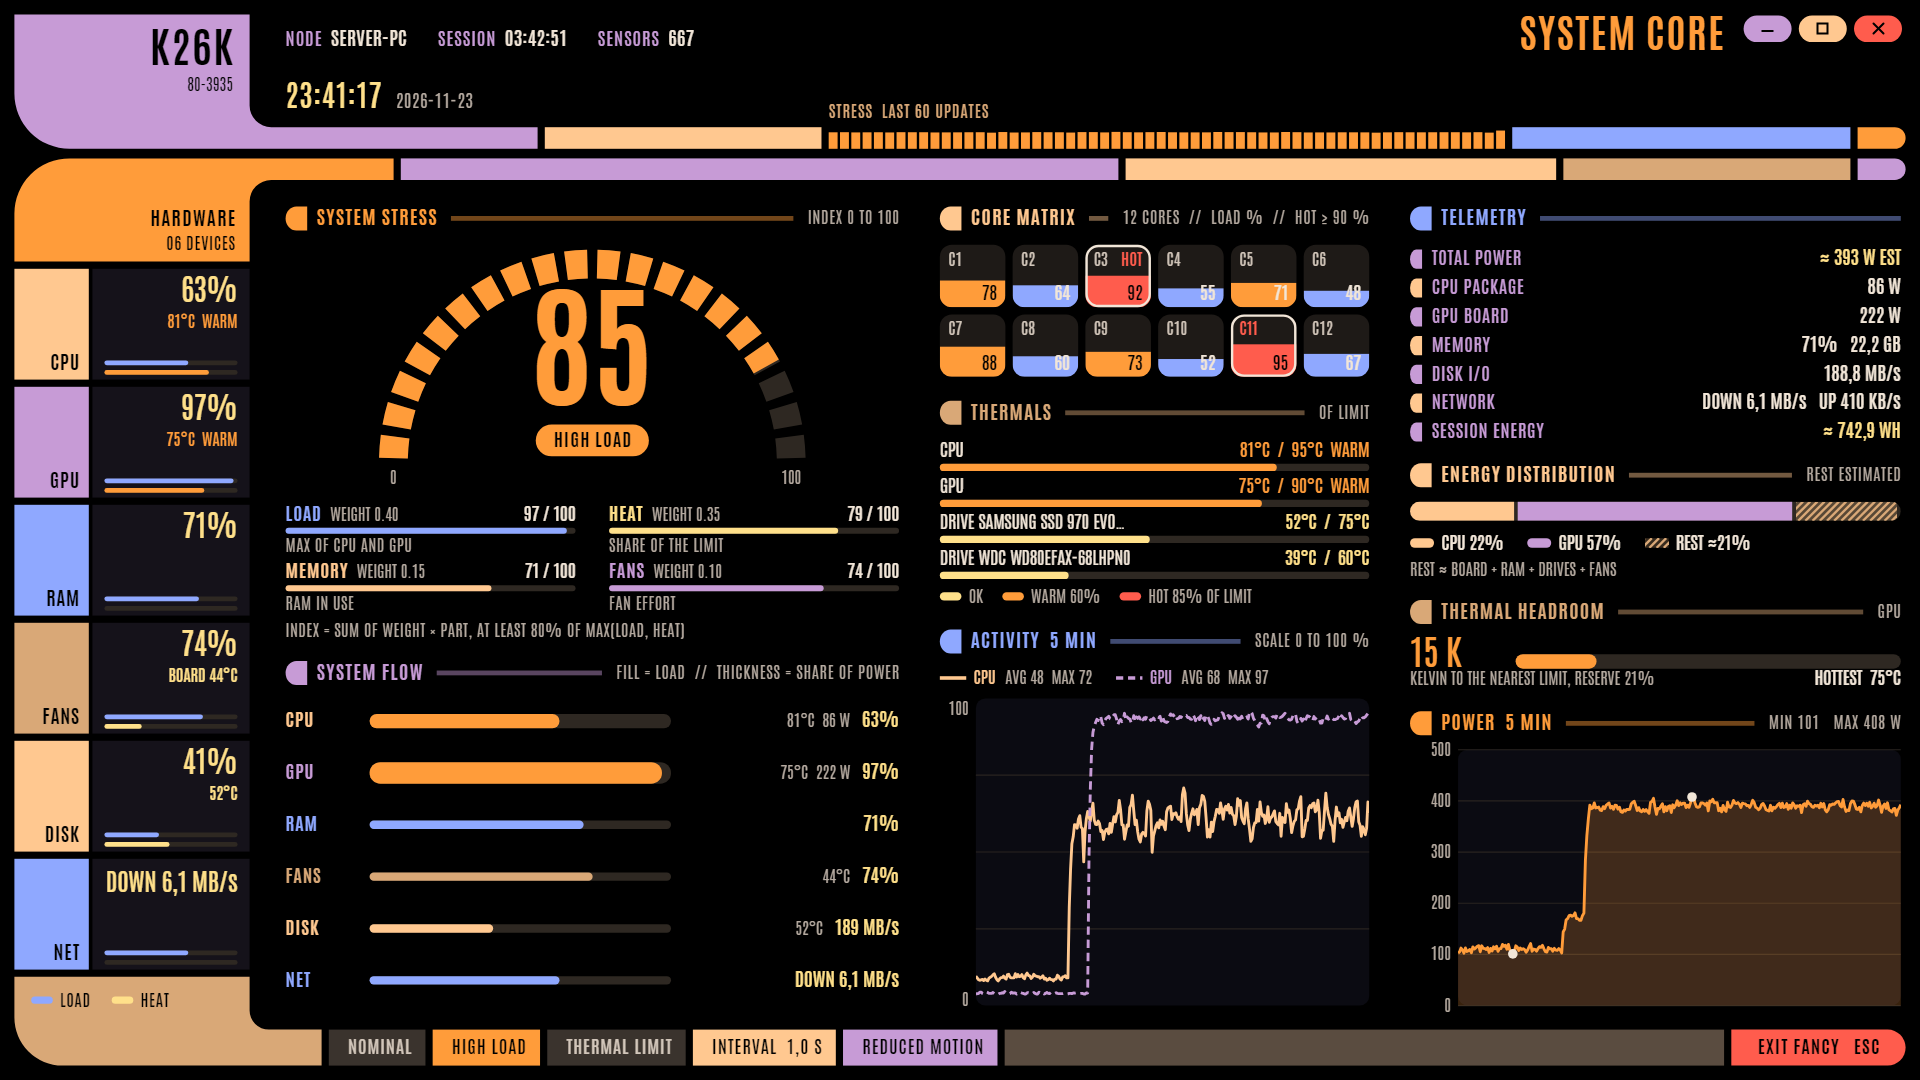 K26K
80-3935
NODE SERVER-PC SESSION 03:42:51 SENSORS 667
23:41:17 2026-11-23
STRESS LAST 60 UPDATES
SYSTEM CORE
HARDWARE
06 DEVICES
63%
81°C WARM
CPU
97%
75°C WARM
GPU
71%
RAM
74%
BOARD 44°C
FANS
41%
52°C
DISK
DOWN 6,1 MB/s
NET
LOAD HEAT
SYSTEM STRESS INDEX 0 TO 100
85
HIGH LOAD
0 100
LOAD WEIGHT 0.40 97 / 100
MAX OF CPU AND GPU
HEAT WEIGHT 0.35 79 / 100
SHARE OF THE LIMIT
MEMORY WEIGHT 0.15 71 / 100
RAM IN USE
FANS WEIGHT 0.10 74 / 100
FAN EFFORT
INDEX = SUM OF WEIGHT × PART, AT LEAST 80% OF MAX(LOAD, HEAT)
SYSTEM FLOW FILL = LOAD // THICKNESS = SHARE OF POWER
CPU 81°C 86 W 63%
GPU 75°C 222 W 97%
RAM 71%
FANS 44°C 74%
DISK 52°C 189 MB/s
NET DOWN 6,1 MB/s
CORE MATRIX 12 CORES // LOAD % // HOT ≥ 90 %
C1 78
C2 64
C3 HOT 92
C4 55
C5 71
C6 48
C7 88
C8 60
C9 73
C10 52
C11 95
C12 67
THERMALS OF LIMIT
CPU 81°C / 95°C WARM
GPU 75°C / 90°C WARM
DRIVE SAMSUNG SSD 970 EVO... 52°C / 75°C
DRIVE WDC WD80EFAX-68LHPN0 39°C / 60°C
OK WARM 60% HOT 85% OF LIMIT
ACTIVITY 5 MIN SCALE 0 TO 100 %
CPU AVG 48 MAX 72 GPU AVG 68 MAX 97
100
0
TELEMETRY
TOTAL POWER ≈ 393 W EST
CPU PACKAGE 86 W
GPU BOARD 222 W
MEMORY 71% 22,2 GB
DISK I/O 188,8 MB/s
NETWORK DOWN 6,1 MB/s UP 410 KB/s
SESSION ENERGY ≈ 742,9 WH
ENERGY DISTRIBUTION REST ESTIMATED
CPU 22% GPU 57% REST ≈21%
REST ≈ BOARD + RAM + DRIVES + FANS
THERMAL HEADROOM GPU
15 K
KELVIN TO THE NEAREST LIMIT, RESERVE 21% HOTTEST 75°C
POWER 5 MIN MIN 101 MAX 408 W
500
400
300
200
100
0
NOMINAL HIGH LOAD THERMAL LIMIT INTERVAL 1,0 S REDUCED MOTION EXIT FANCY ESC